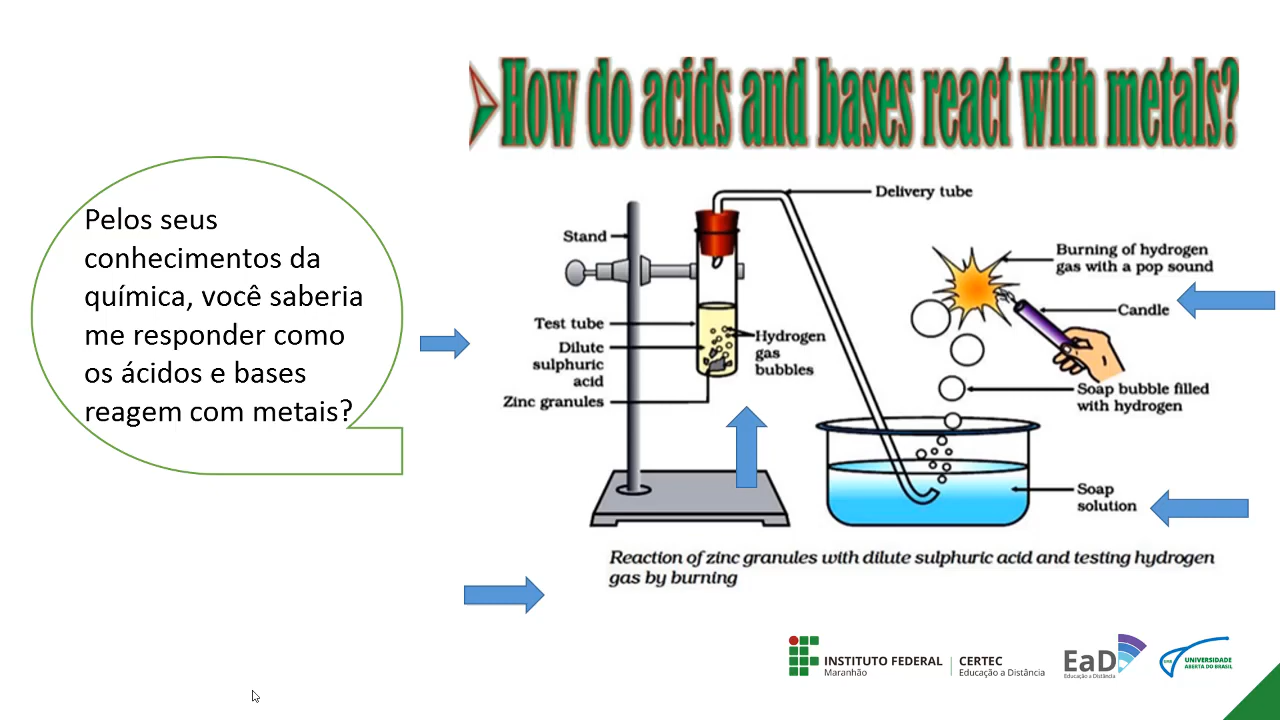 How do acids and bases react with metals?
Pelos seus
conhecimentos da
química, você saberia
me responder como
os ácidos e bases
reagem com metais?
Delivery tube
Stand
Burning of hydrogen
gas with a pop sound
Candle
Test tube
Hydrogen
gas
bubbles
Dilute
sulphuric
acid
Zinc granules
Soap bubble filled
with hydrogen
Soap
solution
Reaction of zinc granules with dilute sulphuric acid and testing hydrogen
gas by burning
INSTITUTO FEDERAL
Maranhão
CERTEC
Educação a Distância
EaD
Educação a Distância
UAB
UNIVERSIDADE
ABERTA DO BRASIL